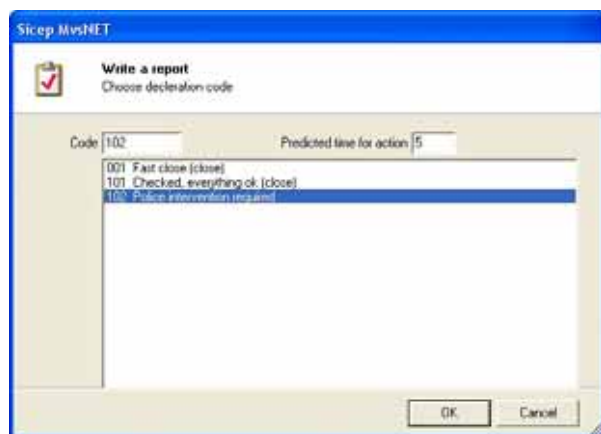 Sicep MvsNET
Write a report
Choose decleration code
Code 102 Predicted time for action 5
001 Fast close (close)
101 Checked, everything ok (close)
102 Police intervention required
OK Cancel